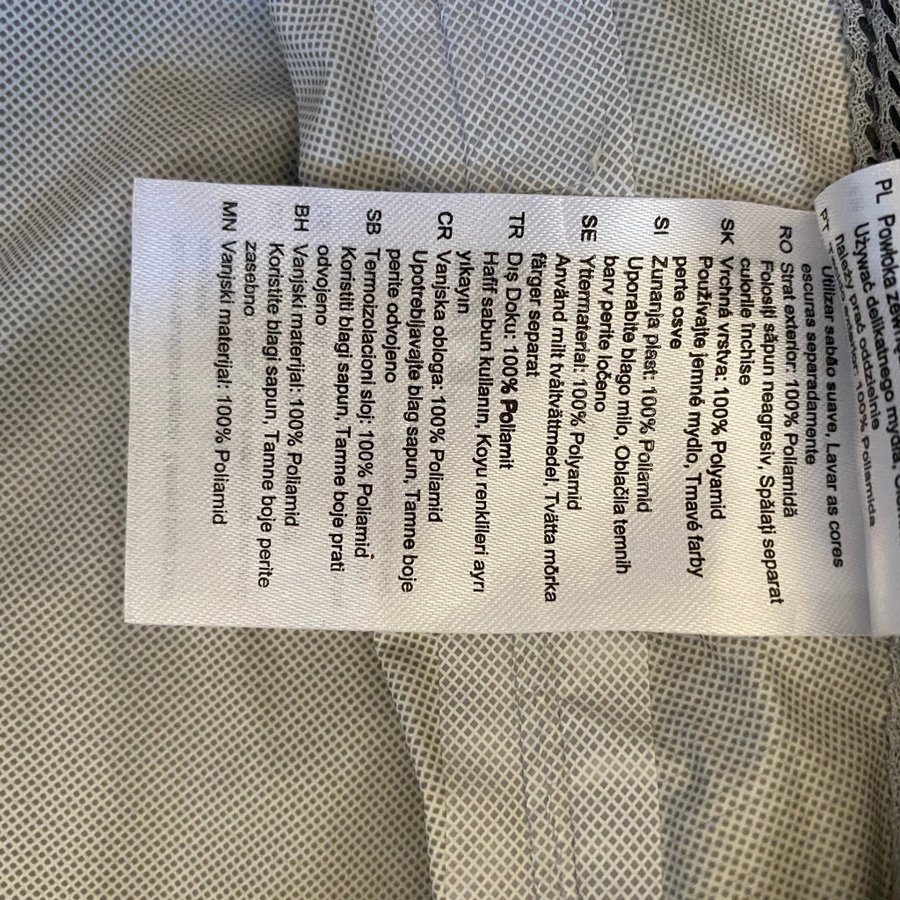 PL Powłoka
Używać delikatnego mydła,
należy prać oddzielnie
100% Poliamida
Utilizar sabão suave, Lavar as cores
escuras separadamente
RO Strat exterior: 100% Poliamidă
Folosiți săpun neagresiv, Spălați separat
culorile închise
SK Vrchná vrstva: 100% Polyamid
Používajte jemné mydlo, Tmavé farby
perte osve
SI Zunanja plast: 100% Poliamid
Uporabite blago milo, Oblačila temnih
barv perite ločeno
SE Yttermaterial: 100% Polyamid
Använd milt tvåltvättmedel, Tvätta mörka
färger separat
TR Dış Doku: 100% Poliamit
Hafif sabun kullanın, Koyu renklileri ayrı
yıkayın
CR Vanjska obloga: 100% Poliamid
Upotrebljavajte blag sapun, Tamne boje
perite odvojeno
SB Termoizolacioni sloj: 100% Poliamid
Koristiti blagi sapun, Tamne boje prati
odvojeno
BH Vanjski materijal: 100% Poliamid
Koristite blagi sapun, Tamne boje perite
zasebno
MN Vanjski materijal: 100% Poliamid